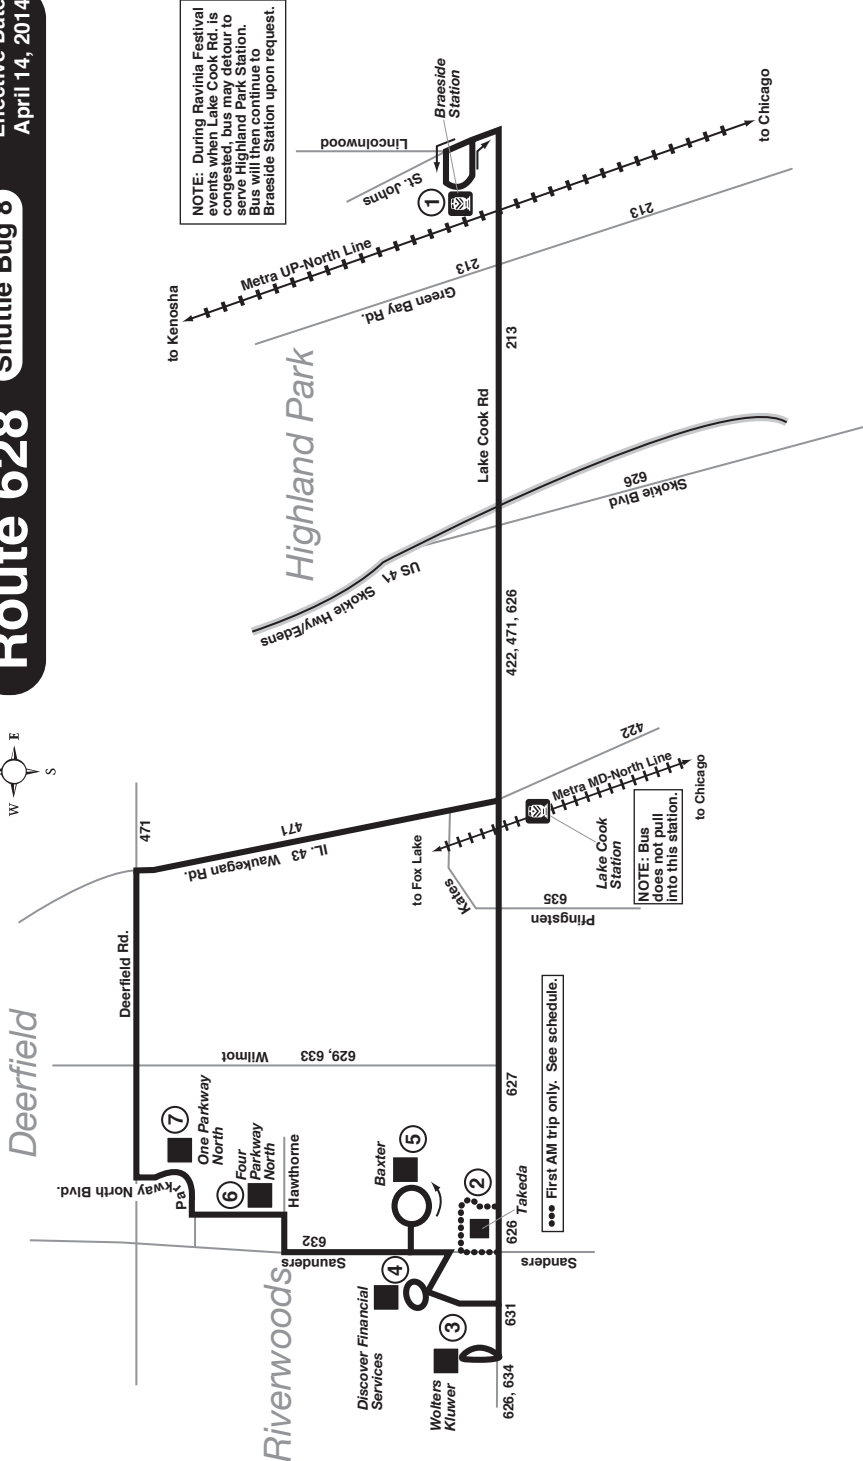 Route 628
Shuttle Bug 8
Effective Date
April 14, 2014
W
E
S
NOTE: During Ravinia Festival
events when Lake Cook Rd. is
congested, bus may detour to
serve Highland Park Station.
Bus will then continue to
Braeside Station upon request.
Deerfield
Highland Park
Riverwoods
to Kenosha
Metra UP-North Line
Green Bay Rd.
213
213
to Chicago
St. Johns
Lincolnwood
Braeside
Station
1
213
Lake Cook Rd
Skokie Hwy/Edens
US 41
626
Skokie Blvd
422, 471, 626
471
471
IL. 43 Waukegan Rd.
422
to Fox Lake
Metra MD-North Line
to Chicago
Lake Cook
Station
NOTE: Bus
does not pull
into this station.
Kates
635
Pfingsten
Deerfield Rd.
Wilmot
629, 633
627
7
One Parkway
North
Parkway North Blvd.
6
Four
Parkway
North
Hawthorne
632
Saunders
Baxter
5
2
Takeda
626
••• First AM trip only. See schedule.
Sanders
4
Discover Financial
Services
631
3
Wolters
Kluwer
626, 634